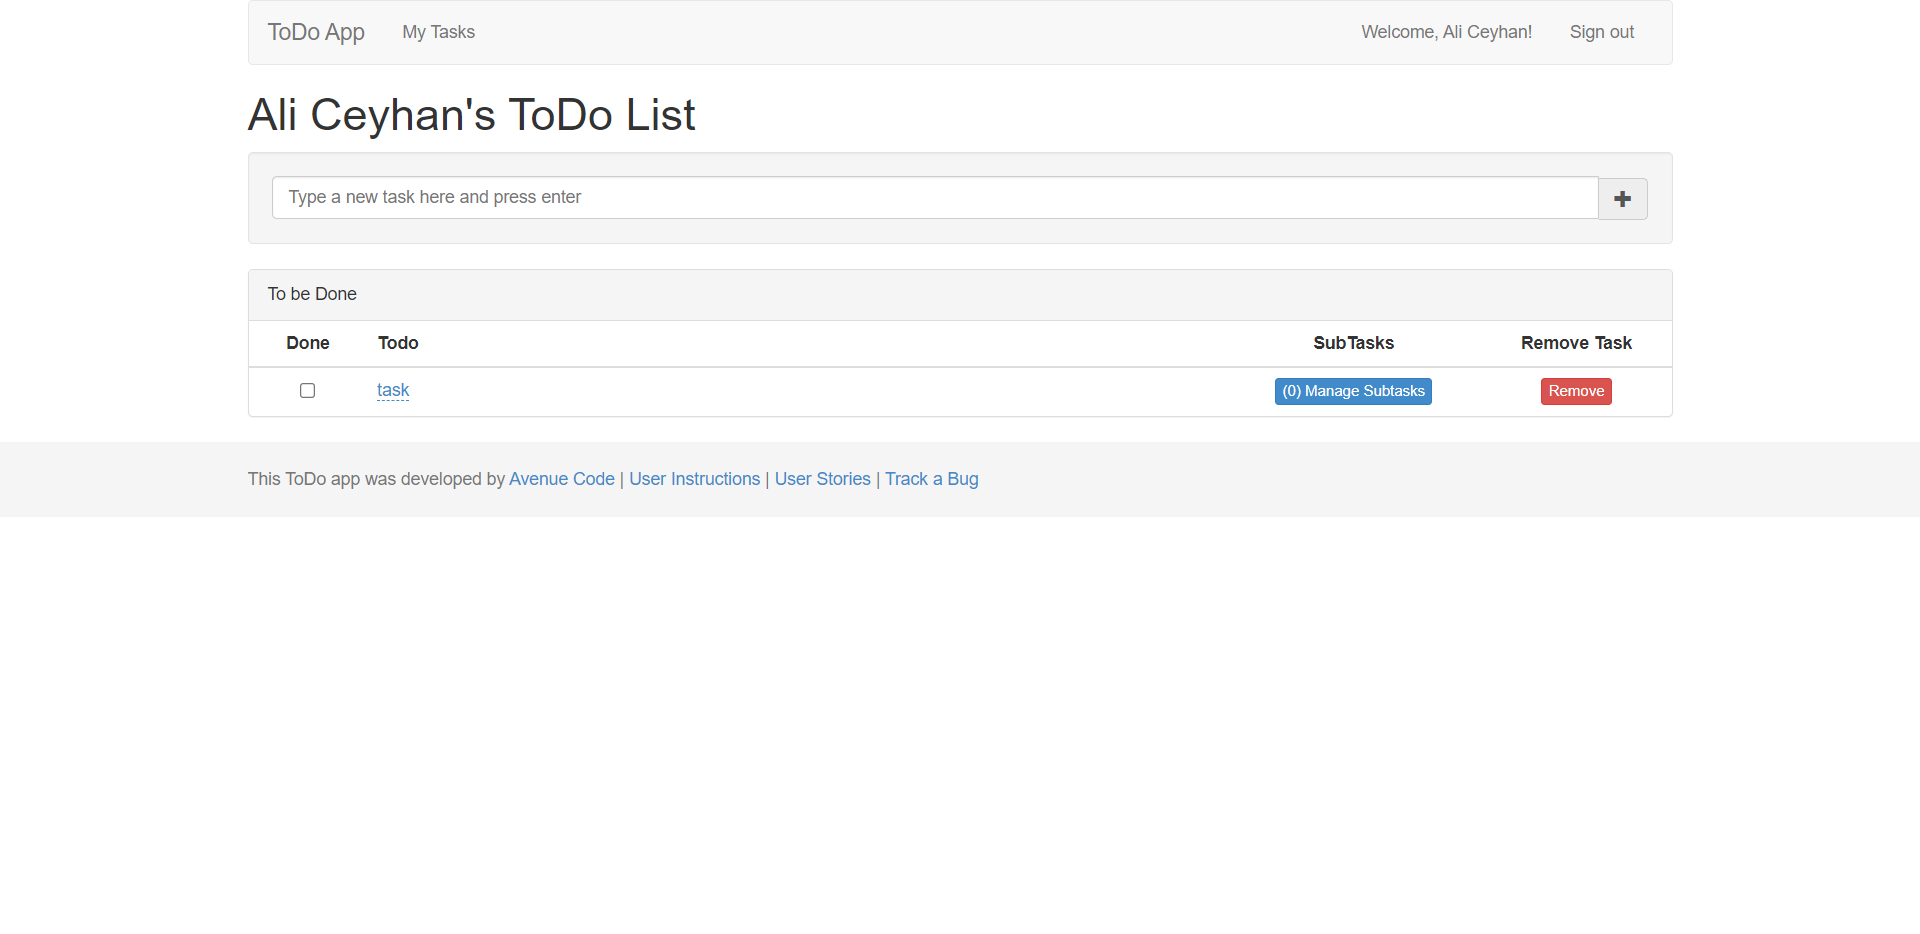 ToDo App My Tasks Welcome, Ali Ceyhan! Sign out
Ali Ceyhan's ToDo List
Type a new task here and press enter
To be Done
Done Todo SubTasks Remove Task
task (0) Manage Subtasks Remove
This ToDo app was developed by Avenue Code | User Instructions | User Stories | Track a Bug